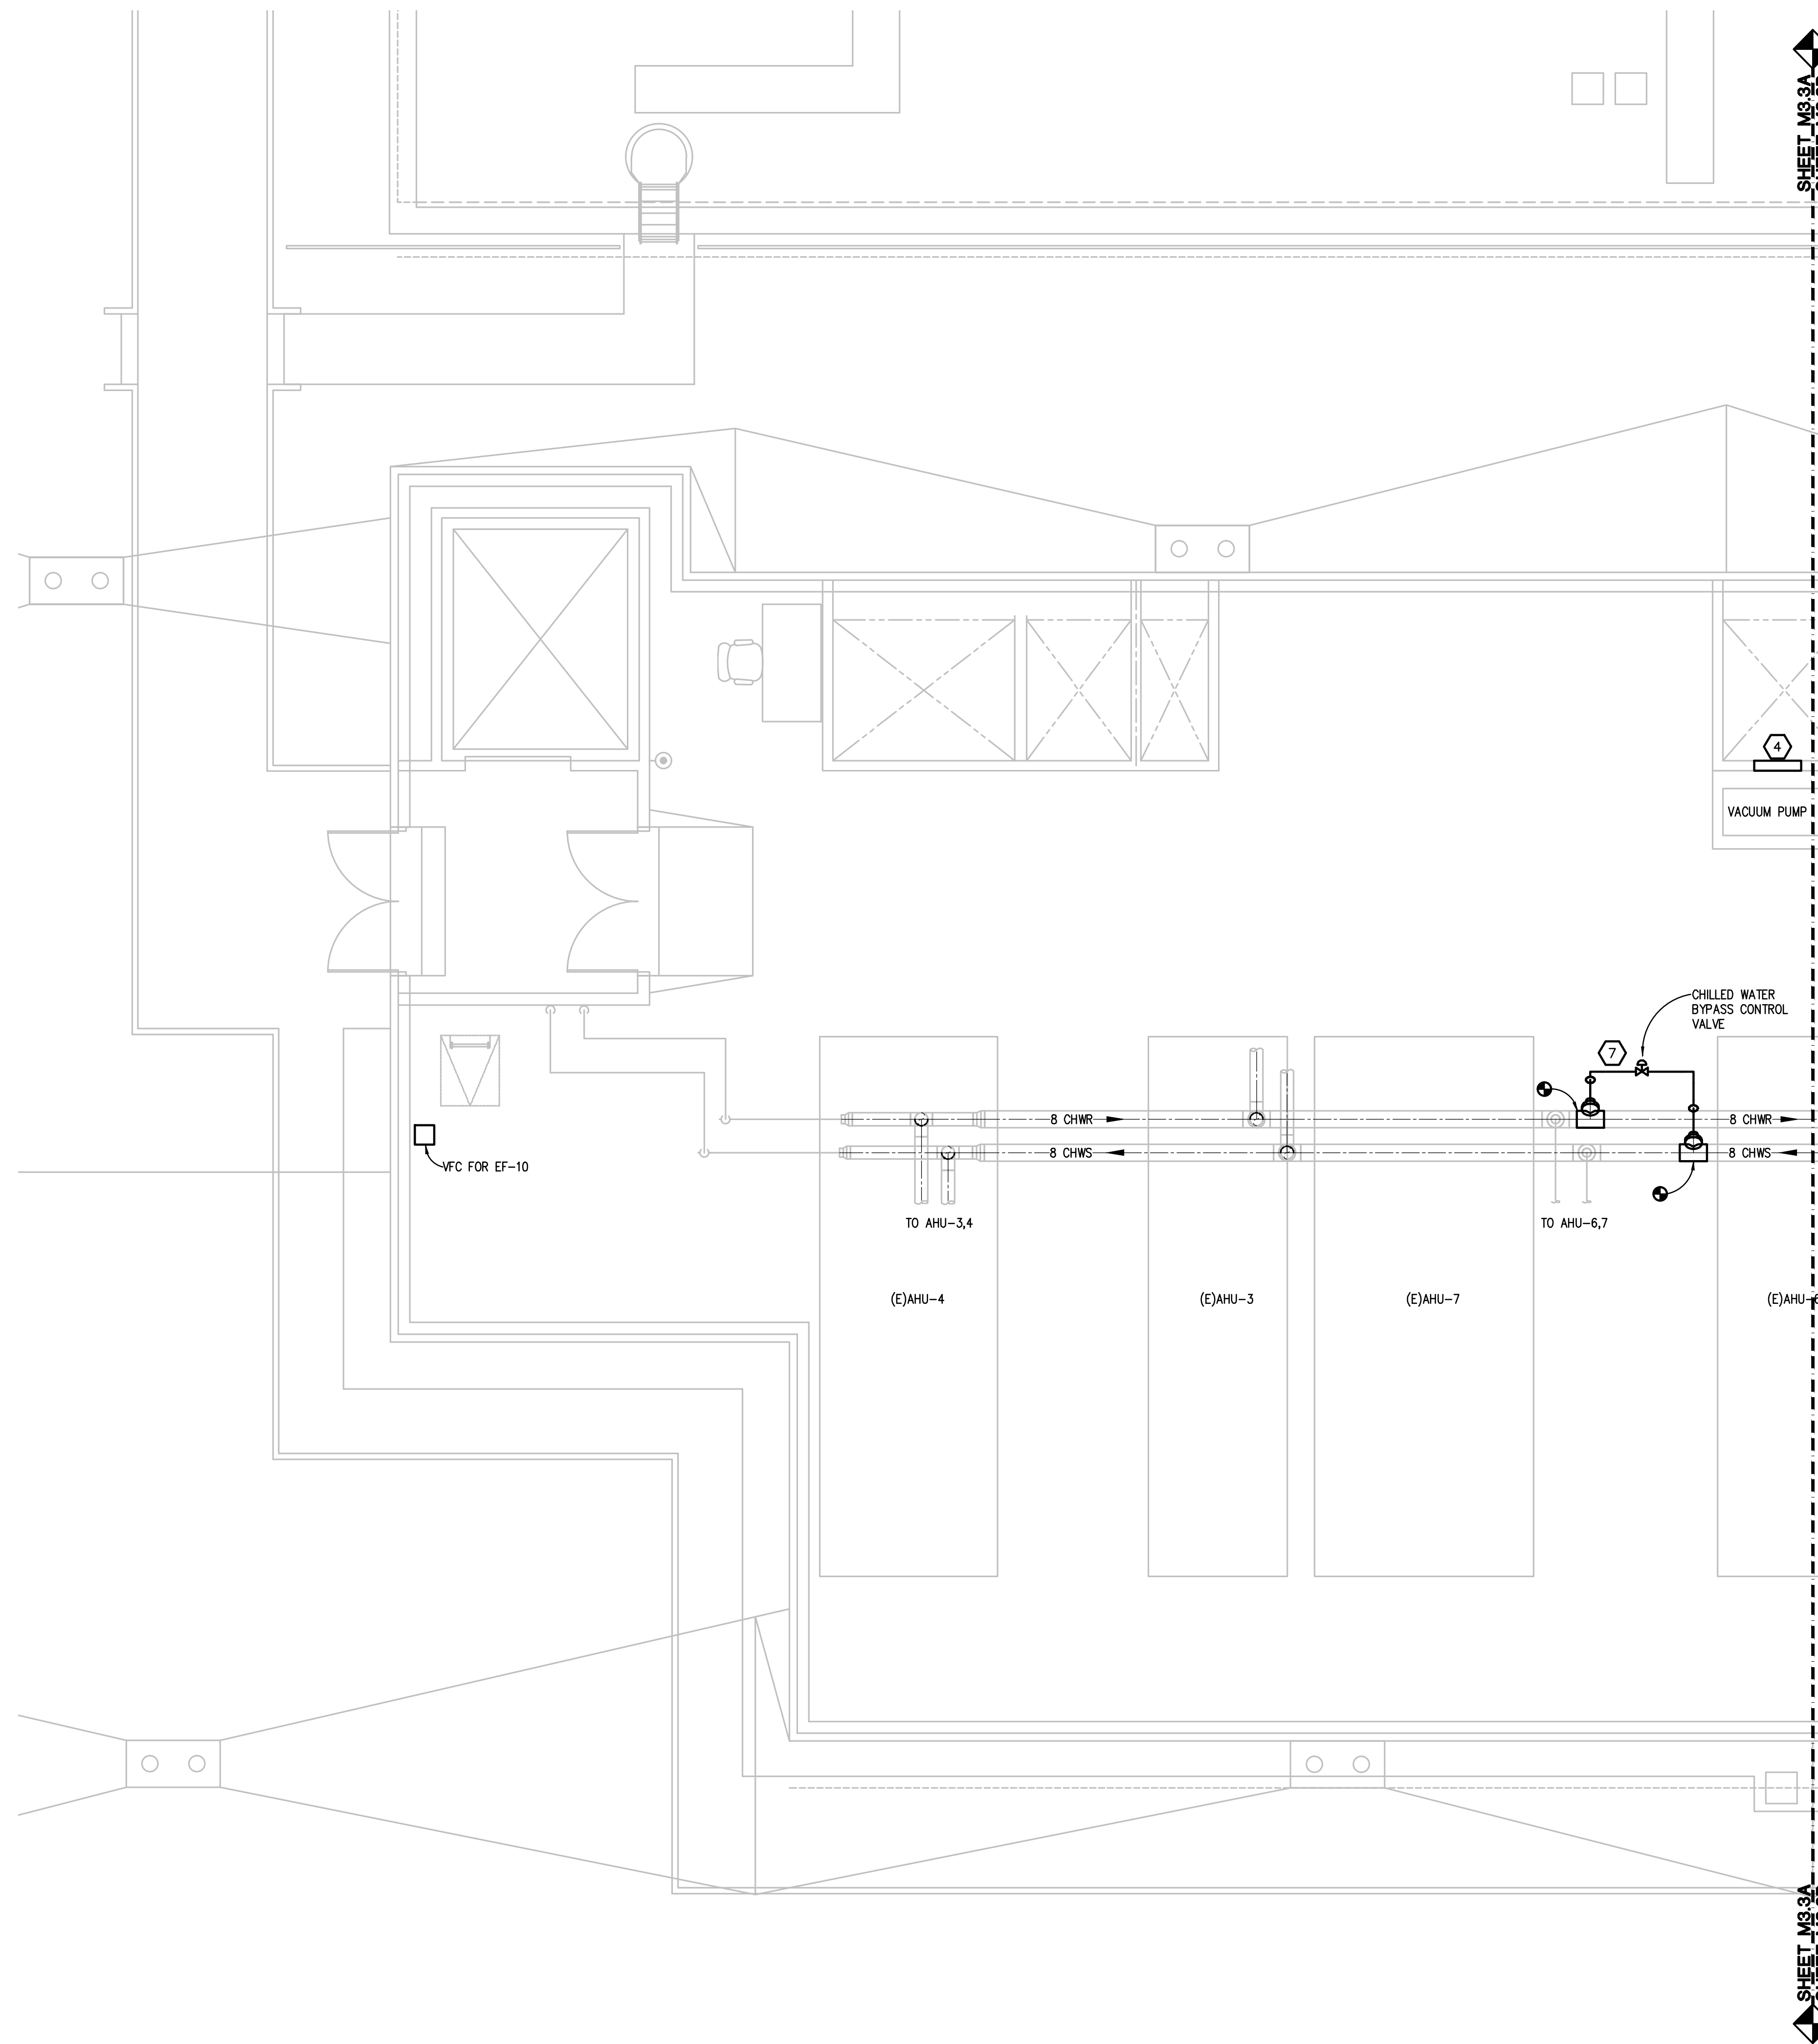 SHEET M3.3A
4
VACUUM PUMP
CHILLED WATER
BYPASS CONTROL
VALVE
7
8 CHWR
8 CHWR
8 CHWS
8 CHWS
VFC FOR EF-10
TO AHU-3,4
TO AHU-6,7
(E)AHU-4
(E)AHU-3
(E)AHU-7
(E)AHU-
SHEET M3.3A